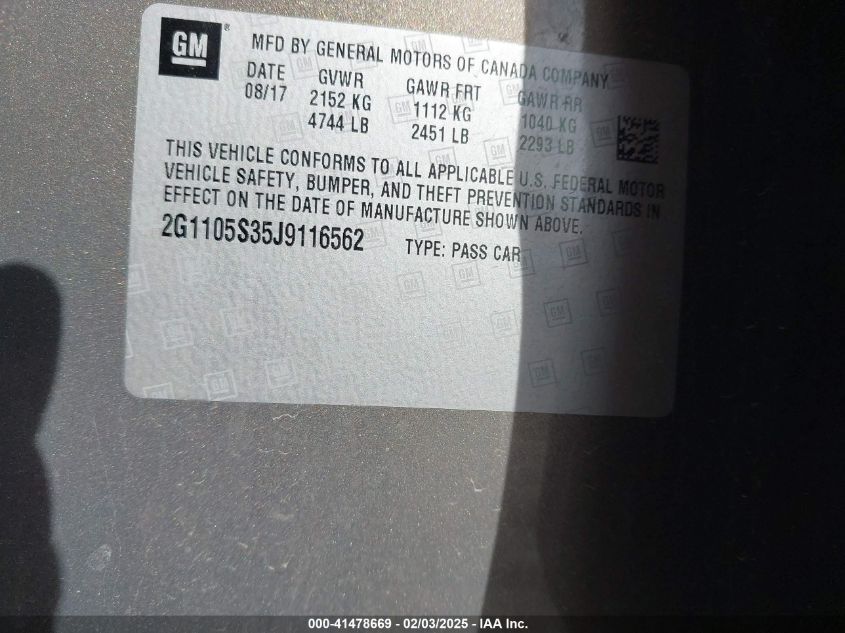 GM ®
MFD BY GENERAL MOTORS OF CANADA COMPANY
DATE GVWR GAWR FRT GAWR RR
08/17 2152 KG 1112 KG 1040 KG
4744 LB 2451 LB 2293 LB
THIS VEHICLE CONFORMS TO ALL APPLICABLE U.S. FEDERAL MOTOR
VEHICLE SAFETY, BUMPER, AND THEFT PREVENTION STANDARDS IN
EFFECT ON THE DATE OF MANUFACTURE SHOWN ABOVE.
2G1105S35J9116562 TYPE: PASS CAR
000-41478669 - 02/03/2025 - IAA Inc.